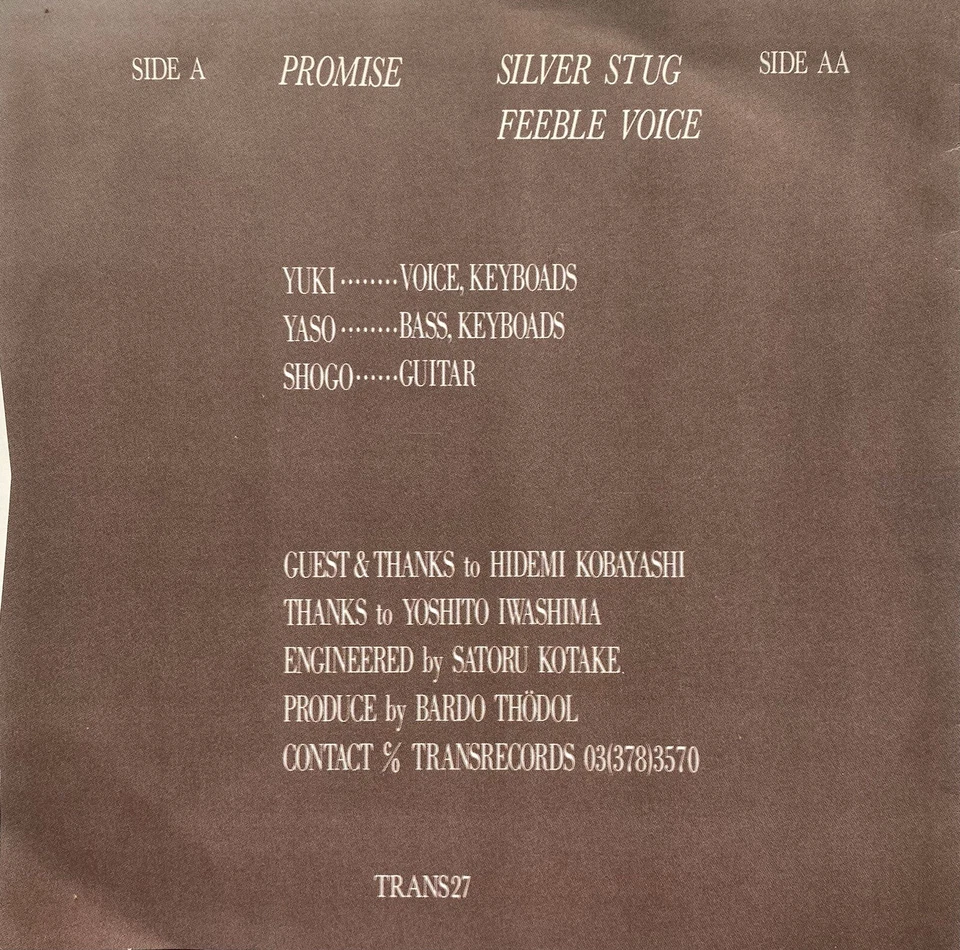 SIDE A PROMISE SILVER STUG SIDE AA
FEEBLE VOICE
YUKI ········ VOICE, KEYBOADS
YASO ········ BASS, KEYBOADS
SHOGO ······ GUITAR
GUEST & THANKS to HIDEMI KOBAYASHI
THANKS to YOSHITO IWASHIMA
ENGINEERED by SATORU KOTAKE
PRODUCE by BARDO THÖDOL
CONTACT ℅ TRANSRECORDS 03(378)3570
TRANS27